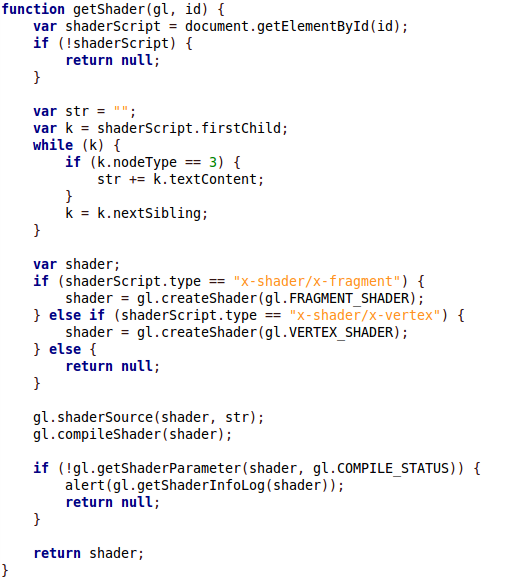 function getShader(gl, id) {
    var shaderScript = document.getElementById(id);
    if (!shaderScript) {
        return null;
    }

    var str = "";
    var k = shaderScript.firstChild;
    while (k) {
        if (k.nodeType == 3) {
            str += k.textContent;
        }
        k = k.nextSibling;
    }

    var shader;
    if (shaderScript.type == "x-shader/x-fragment") {
        shader = gl.createShader(gl.FRAGMENT_SHADER);
    } else if (shaderScript.type == "x-shader/x-vertex") {
        shader = gl.createShader(gl.VERTEX_SHADER);
    } else {
        return null;
    }

    gl.shaderSource(shader, str);
    gl.compileShader(shader);

    if (!gl.getShaderParameter(shader, gl.COMPILE_STATUS)) {
        alert(gl.getShaderInfoLog(shader));
        return null;
    }

    return shader;
}